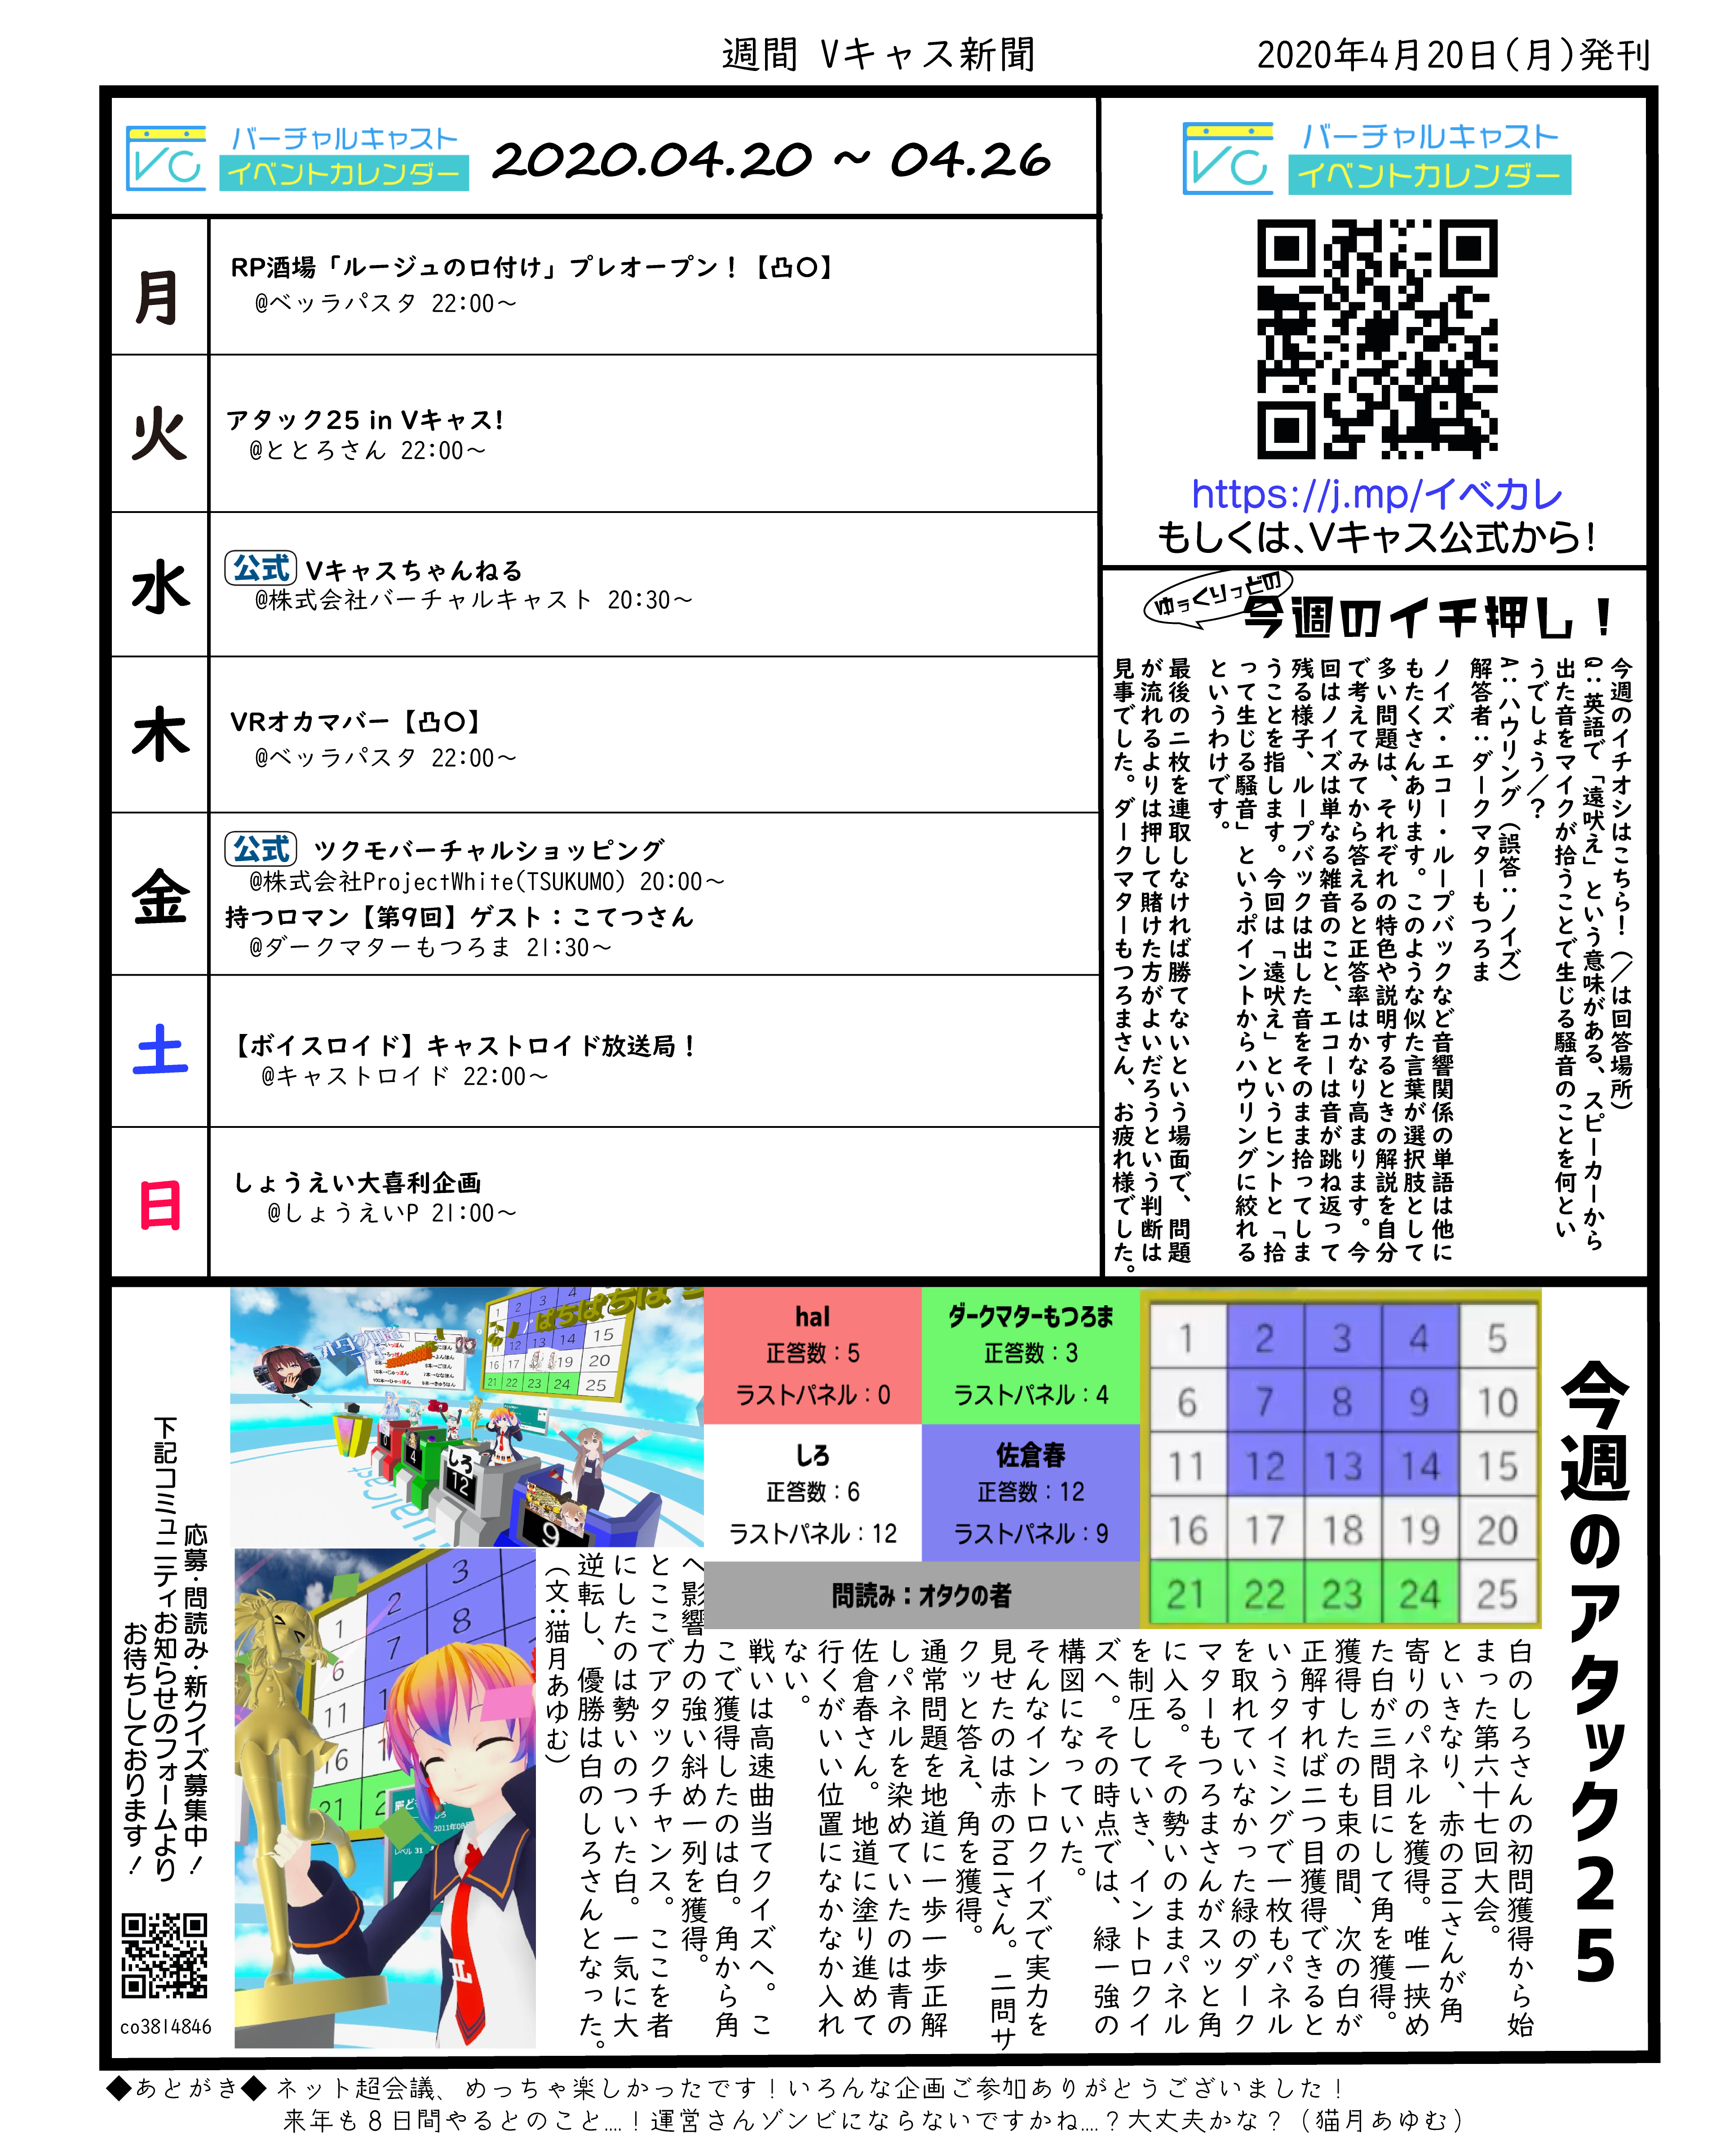 週間 Vキャス新聞
2020年4月20日(月)発刊
バーチャルキャスト
イベントカレンダー
2020.04.20 ~ 04.26
月
RP酒場「ルージュの口付け」プレオープン！【凸〇】
@ベッラパスタ 22:00～
火
アタック25 in Vキャス!
@ととろさん 22:00～
水
公式 Vキャスちゃんねる
@株式会社バーチャルキャスト 20:30～
木
VRオカマバー【凸〇】
@ベッラパスタ 22:00～
金
公式 ツクモバーチャルショッピング
@株式会社ProjectWhite(TSUKUMO) 20:00～
持つロマン【第9回】ゲスト：こてつさん
@ダークマターもつろま 21:30～
土
【ボイスロイド】キャストロイド放送局！
@キャストロイド 22:00～
日
しょうえい大喜利企画
@しょうえいP 21:00～
バーチャルキャスト
イベントカレンダー
https://j.mp/イベカレ
もしくは、Vキャス公式から！
ゆっくりっどの
今週のイチ押し！
今週のイチオシはこちら！（／は回答場所）
Q：英語で「遠吠え」という意味がある、スピーカーから
出た音をマイクが拾うことで生じる騒音のことを何とい
うでしょう／？
A：ハウリング（誤答：ノイズ）
解答者：ダークマターもつろま
ノイズ・エコー・ループバックなど音響関係の単語は他に
もたくさんあります。このような似た言葉が選択肢として
多い問題は、それぞれの特色や説明するときの解説を自分
で考えてみてから答えると正答率はかなり高まります。今
回はノイズは単なる雑音のこと、エコーは音が跳ね返って
残る様子、ループバックは出した音をそのまま拾ってしま
うことを指します。今回は「遠吠え」というヒントと「拾
って生じる騒音」というポイントからハウリングに絞れる
というわけです。
最後の二枚を連取しなければ勝てないという場面で、問題
が流れるよりは押して賭けた方がよいだろうという判断は
見事でした。ダークマターもつろまさん、お疲れ様でした。
今週のアタック25
1 2 3 4 5
6 7 8 9 10
11 12 13 14 15
16 17 18 19 20
21 22 23 24 25
hal
正答数：5
ラストパネル：0
ダークマターもつろま
正答数：3
ラストパネル：4
しろ
正答数：6
ラストパネル：12
佐倉春
正答数：12
ラストパネル：9
問読み：オタクの者
白のしろさんの初問獲得から始
まった第六十七回大会。
といきなり、赤のhalさんが角
寄りのパネルを獲得。唯一挟め
た白が三問目にして角を獲得。
獲得したのも束の間、次の白が
正解すれば二つ目獲得できると
いうタイミングで一枚もパネル
を取れていなかった緑のダーク
マターもつろまさんがスッと角
に入る。その勢いのままパネル
を制圧していき、イントロクイ
ズへ。その時点では、緑一強の
構図になっていた。
そんなイントロクイズで実力を
見せたのは赤のhalさん。二問サ
クッと答え、角を獲得。
通常問題を地道に一歩一歩正解
しパネルを染めていたのは青の
佐倉春さん。地道に塗り進めて
行くがいい位置になかなか入れ
ない。
戦いは高速曲当てクイズへ。こ
こで獲得したのは白。角から角
へ影響力の強い斜め一列を獲得。
とここでアタックチャンス。ここを者
にしたのは勢いのついた白。一気に大
逆転し、優勝は白のしろさんとなった。
（文：猫月あゆむ）
ぱちぱちぱち
1 2 3 4
12 13 14 15
16 17 19 20
21 22 23 24 25
0
4
しろ
12
9
1 2 3
6 7 8
11
16
21
レベル 31
応募・問読み・新クイズ募集中！
下記コミュニティお知らせのフォームより
お待ちしております！
co3814846
◆あとがき◆ ネット超会議、めっちゃ楽しかったです！いろんな企画ご参加ありがとうございました！
来年も８日間やるとのこと....！運営さんゾンビにならないですかね....？大丈夫かな？（猫月あゆむ）